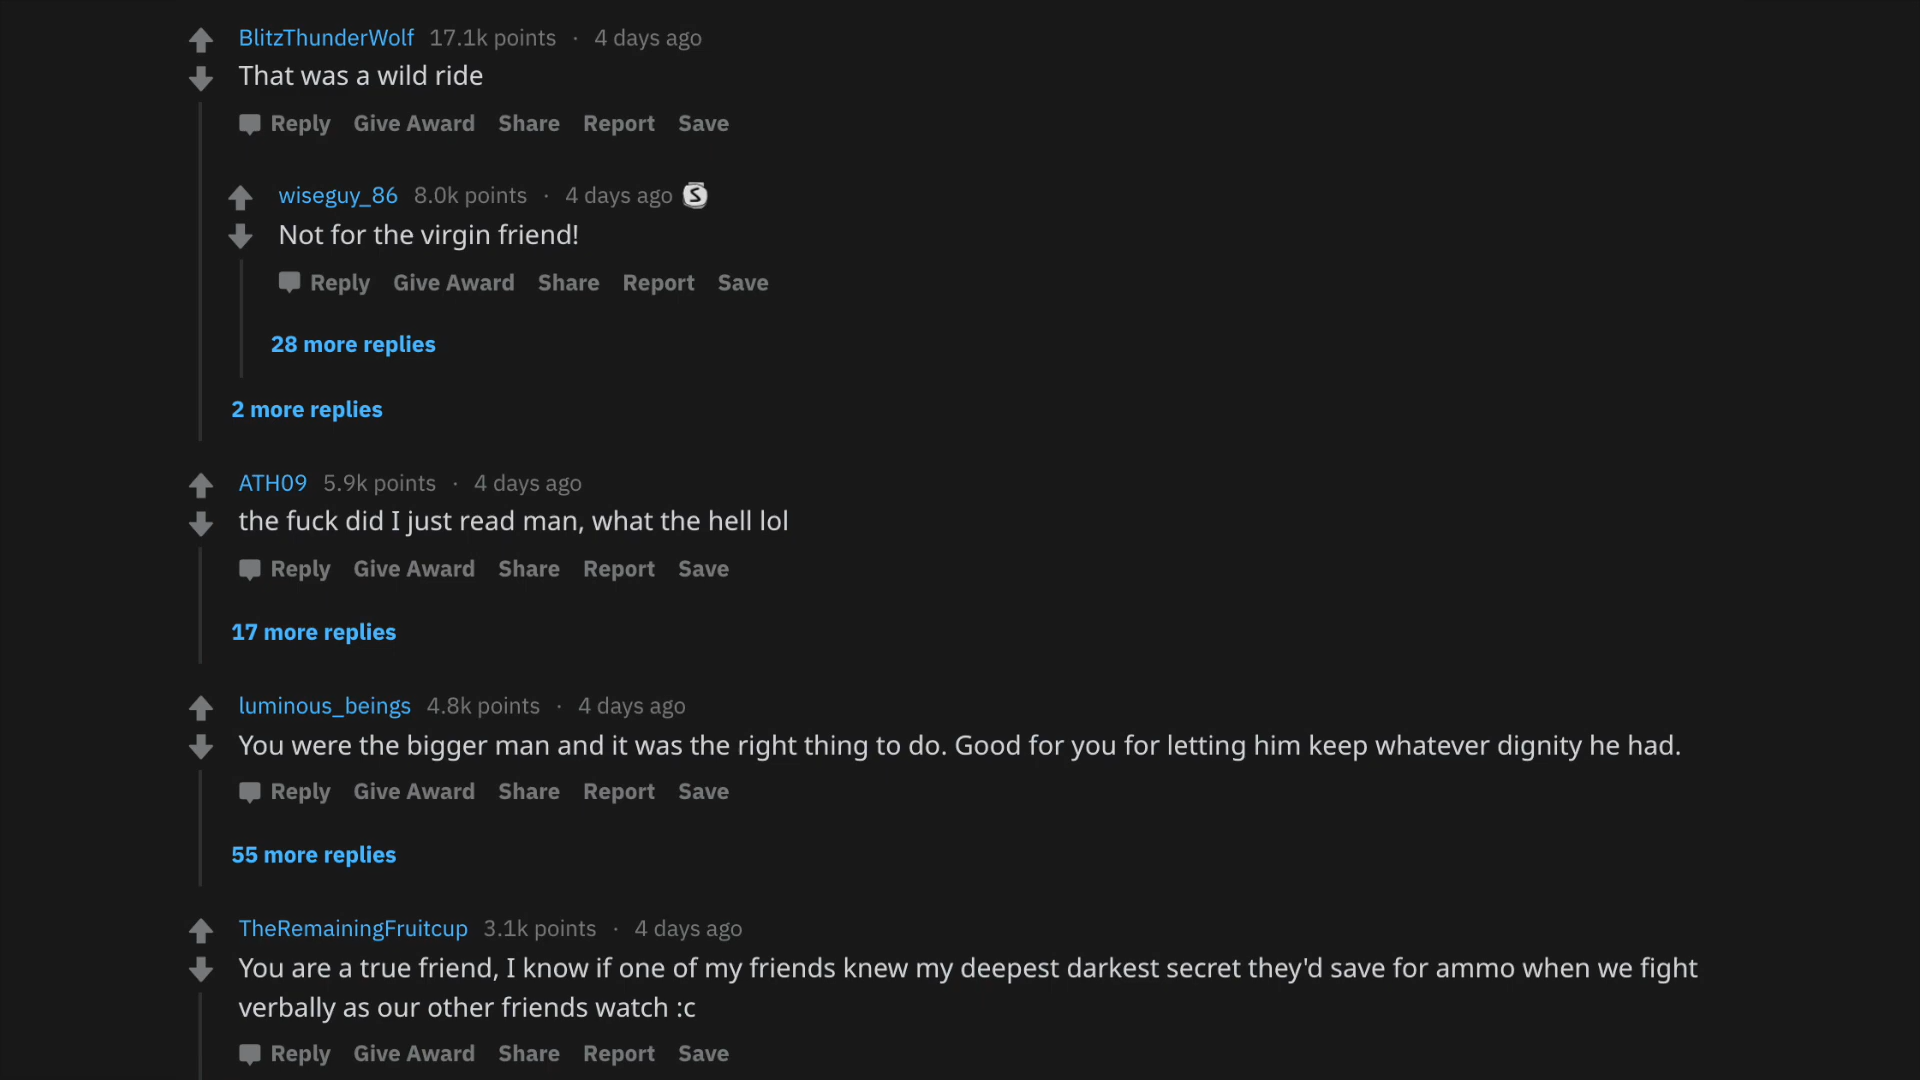 BlitzThunderWolf 17.1k points · 4 days ago
That was a wild ride
Reply Give Award Share Report Save
wiseguy_86 8.0k points · 4 days ago S
Not for the virgin friend!
Reply Give Award Share Report Save
28 more replies
2 more replies
ATH09 5.9k points · 4 days ago
the fuck did I just read man, what the hell lol
Reply Give Award Share Report Save
17 more replies
luminous_beings 4.8k points · 4 days ago
You were the bigger man and it was the right thing to do. Good for you for letting him keep whatever dignity he had.
Reply Give Award Share Report Save
55 more replies
TheRemainingFruitcup 3.1k points · 4 days ago
You are a true friend, I know if one of my friends knew my deepest darkest secret they'd save for ammo when we fight
verbally as our other friends watch :c
Reply Give Award Share Report Save